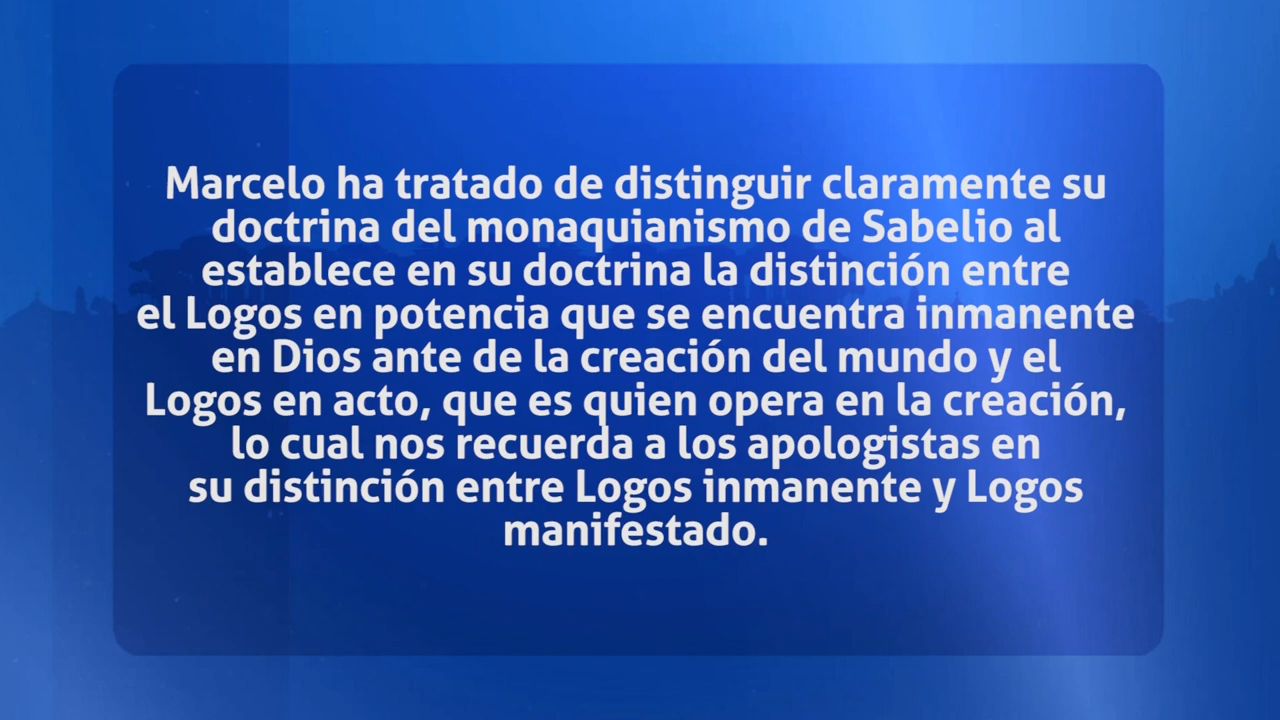 Marcelo ha tratado de distinguir claramente su
doctrina del monaquianismo de Sabelio al
establece en su doctrina la distinción entre
el Logos en potencia que se encuentra inmanente
en Dios ante de la creación del mundo y el
Logos en acto, que es quien opera en la creación,
lo cual nos recuerda a los apologistas en
su distinción entre Logos inmanente y Logos
manifestado.